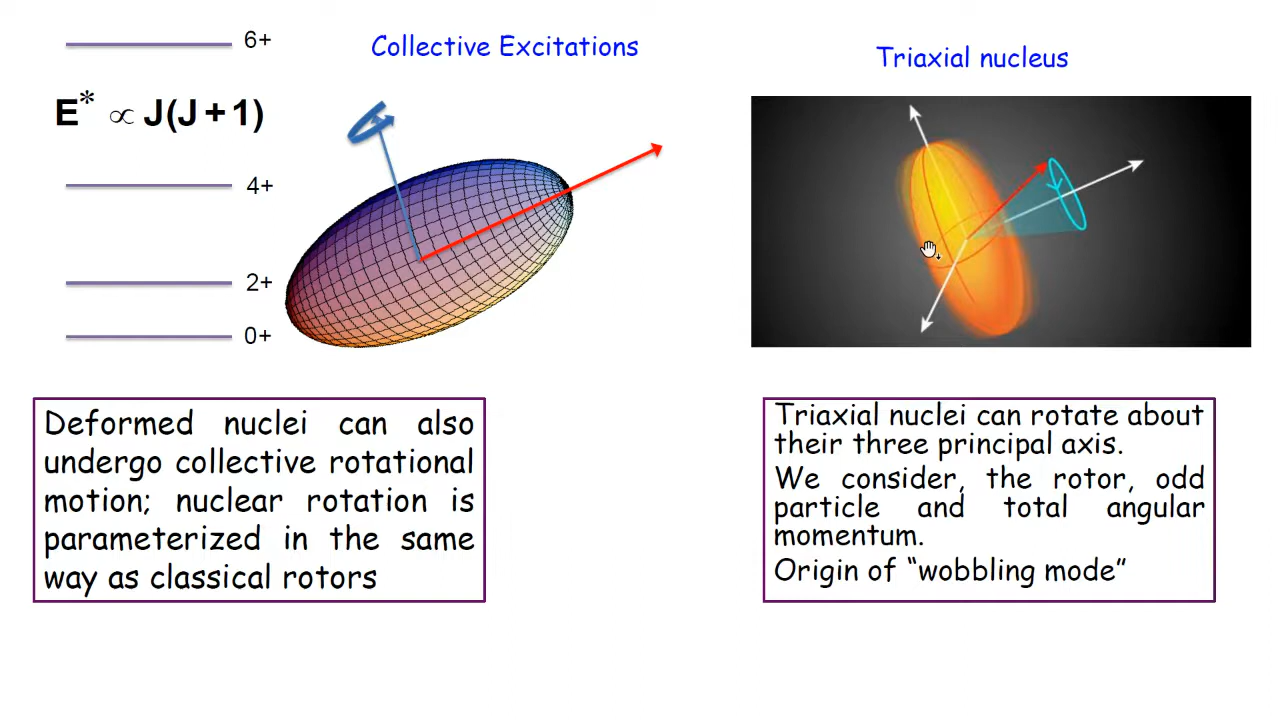 Collective Excitations
6+
E* ∝ J(J + 1)
4+
2+
0+
Deformed nuclei can also
undergo collective rotational
motion; nuclear rotation is
parameterized in the same
way as classical rotors
Triaxial nucleus
Triaxial nuclei can rotate about
their three principal axis.
We consider, the rotor, odd
particle and total angular
momentum.
Origin of “wobbling mode”